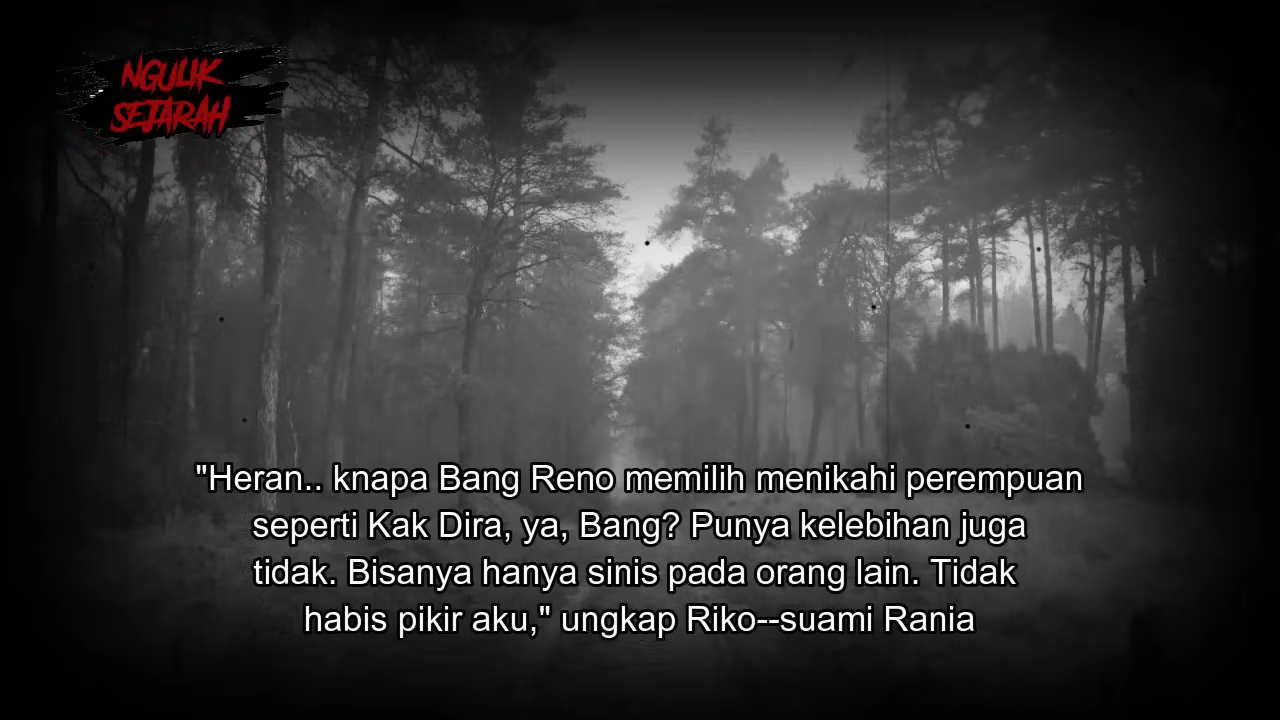 NGULIK
SEJARAH
"Heran.. knapa Bang Reno memilih menikahi perempuan
seperti Kak Dira, ya, Bang? Punya kelebihan juga
tidak. Bisanya hanya sinis pada orang lain. Tidak
habis pikir aku," ungkap Riko--suami Rania